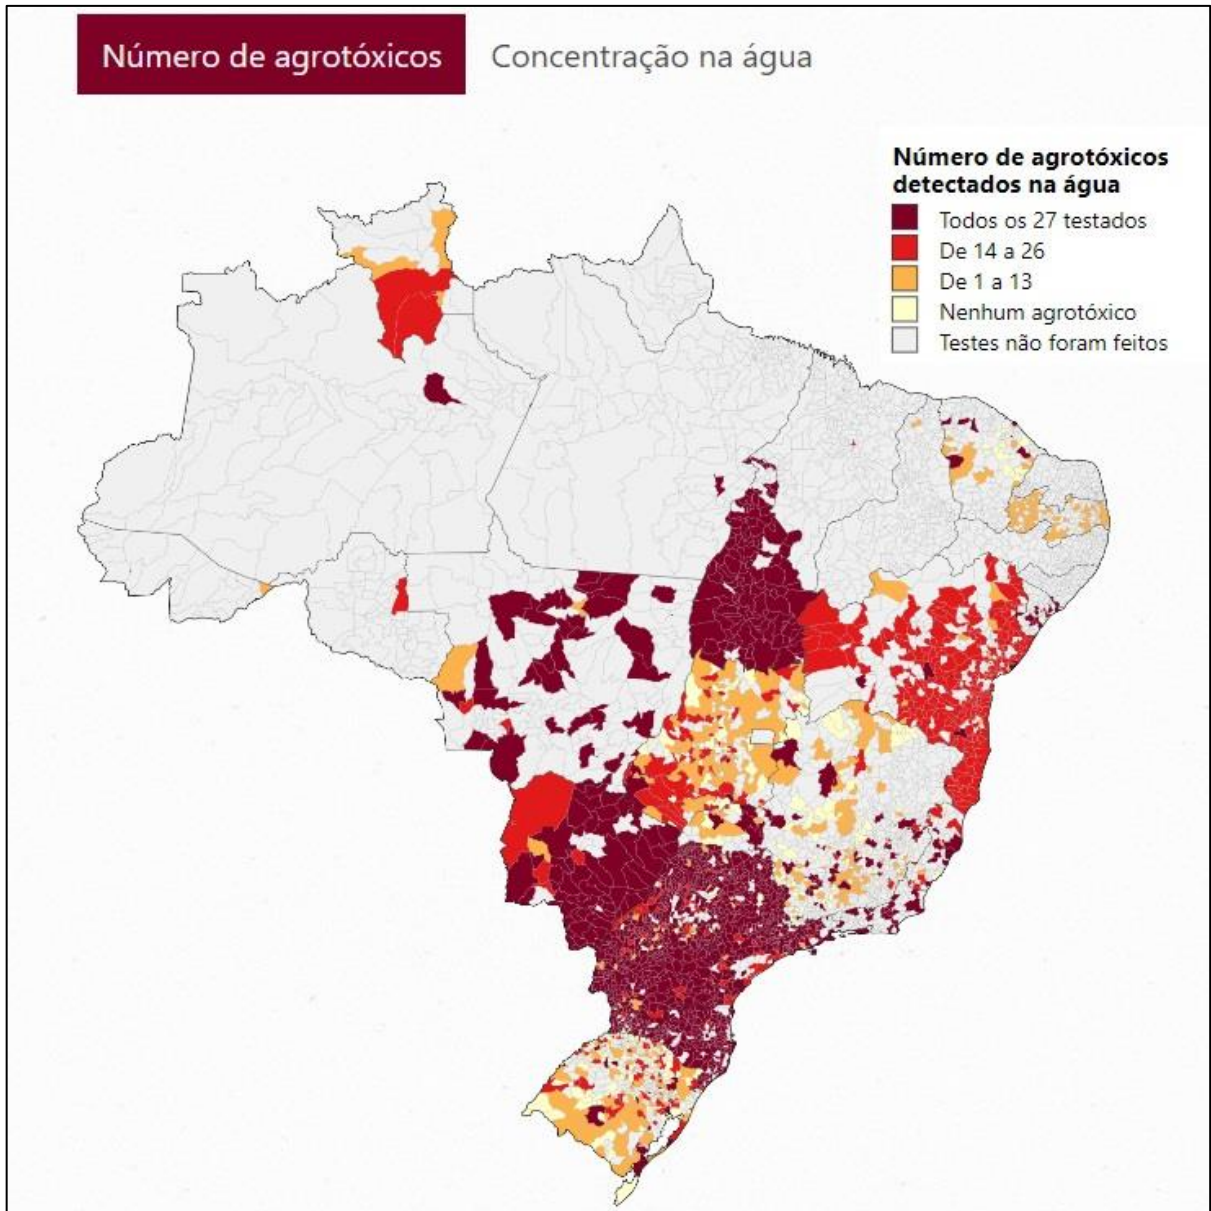 Número de agrotóxicos
Concentração na água
Número de agrotóxicos
detectados na água
Todos os 27 testados
De 14 a 26
De 1 a 13
Nenhum agrotóxico
Testes não foram feitos